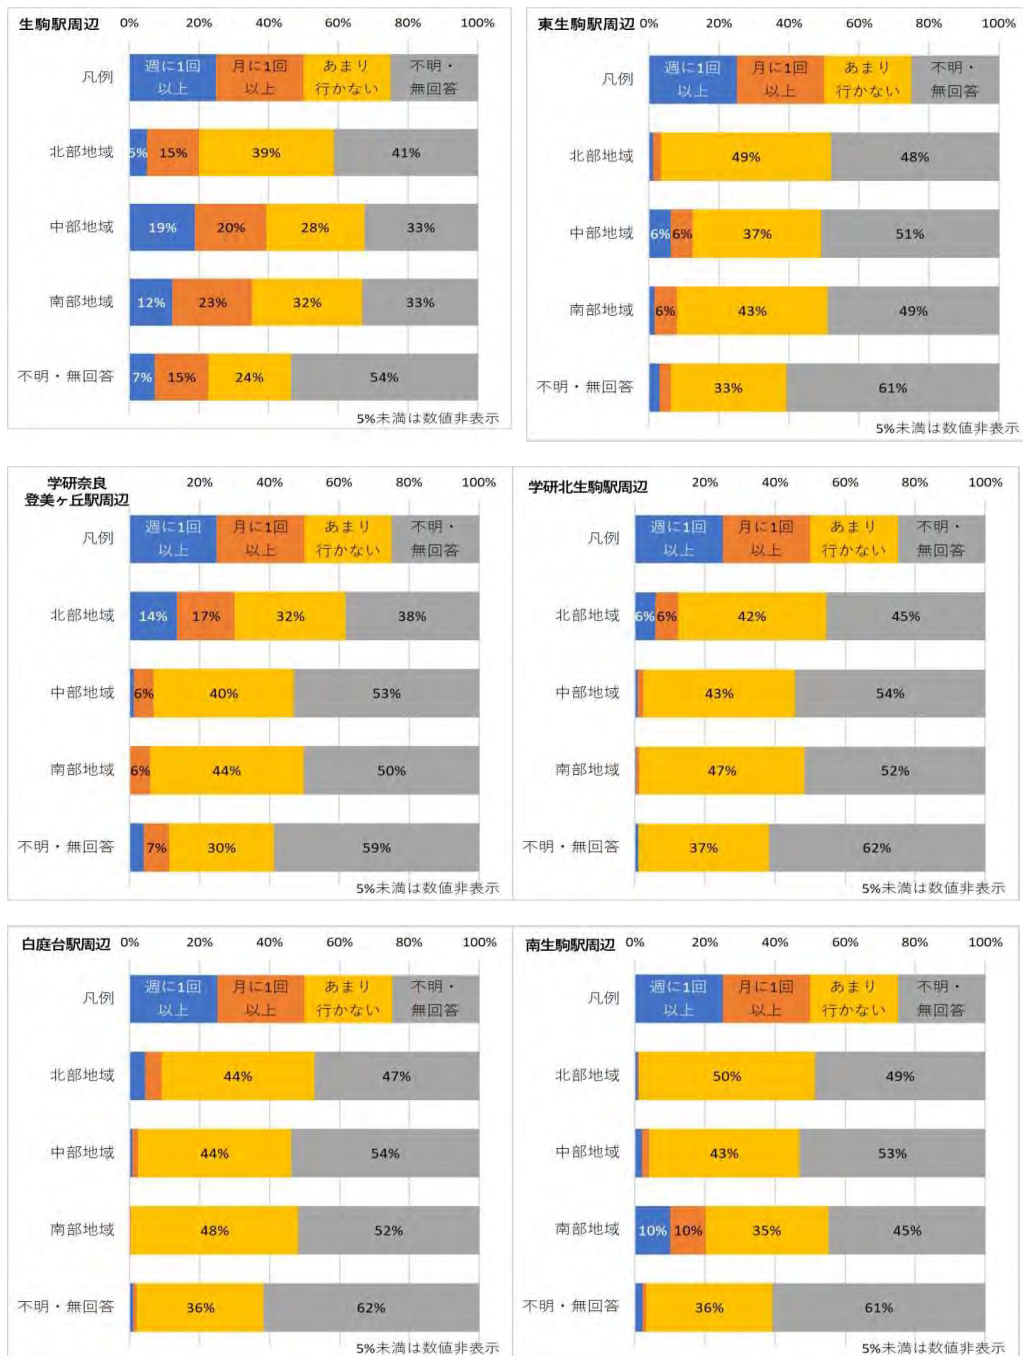 生駒駅周辺 0% 20% 40% 60% 80% 100%
凡例 週に1回以上 月に1回以上 あまり行かない 不明・無回答
北部地域 5% 15% 39% 41%
中部地域 19% 20% 28% 33%
南部地域 12% 23% 32% 33%
不明・無回答 7% 15% 24% 54%
5%未満は数値非表示
東生駒駅周辺 0% 20% 40% 60% 80% 100%
凡例 週に1回以上 月に1回以上 あまり行かない 不明・無回答
北部地域 49% 48%
中部地域 6% 6% 37% 51%
南部地域 6% 43% 49%
不明・無回答 33% 61%
5%未満は数値非表示
学研奈良
登美ヶ丘駅周辺 20% 40% 60% 80% 100%
凡例 週に1回以上 月に1回以上 あまり行かない 不明・無回答
北部地域 14% 17% 32% 38%
中部地域 6% 40% 53%
南部地域 6% 44% 50%
不明・無回答 7% 30% 59%
5%未満は数値非表示
学研北生駒駅周辺 20% 40% 60% 80% 100%
凡例 週に1回以上 月に1回以上 あまり行かない 不明・無回答
北部地域 6% 6% 42% 45%
中部地域 43% 54%
南部地域 47% 52%
不明・無回答 37% 62%
5%未満は数値非表示
白庭台駅周辺 0% 20% 40% 60% 80% 100%
凡例 週に1回以上 月に1回以上 あまり行かない 不明・無回答
北部地域 44% 47%
中部地域 44% 54%
南部地域 48% 52%
不明・無回答 36% 62%
5%未満は数値非表示
南生駒駅周辺 0% 20% 40% 60% 80% 100%
凡例 週に1回以上 月に1回以上 あまり行かない 不明・無回答
北部地域 50% 49%
中部地域 43% 53%
南部地域 10% 10% 35% 45%
不明・無回答 36% 61%
5%未満は数値非表示